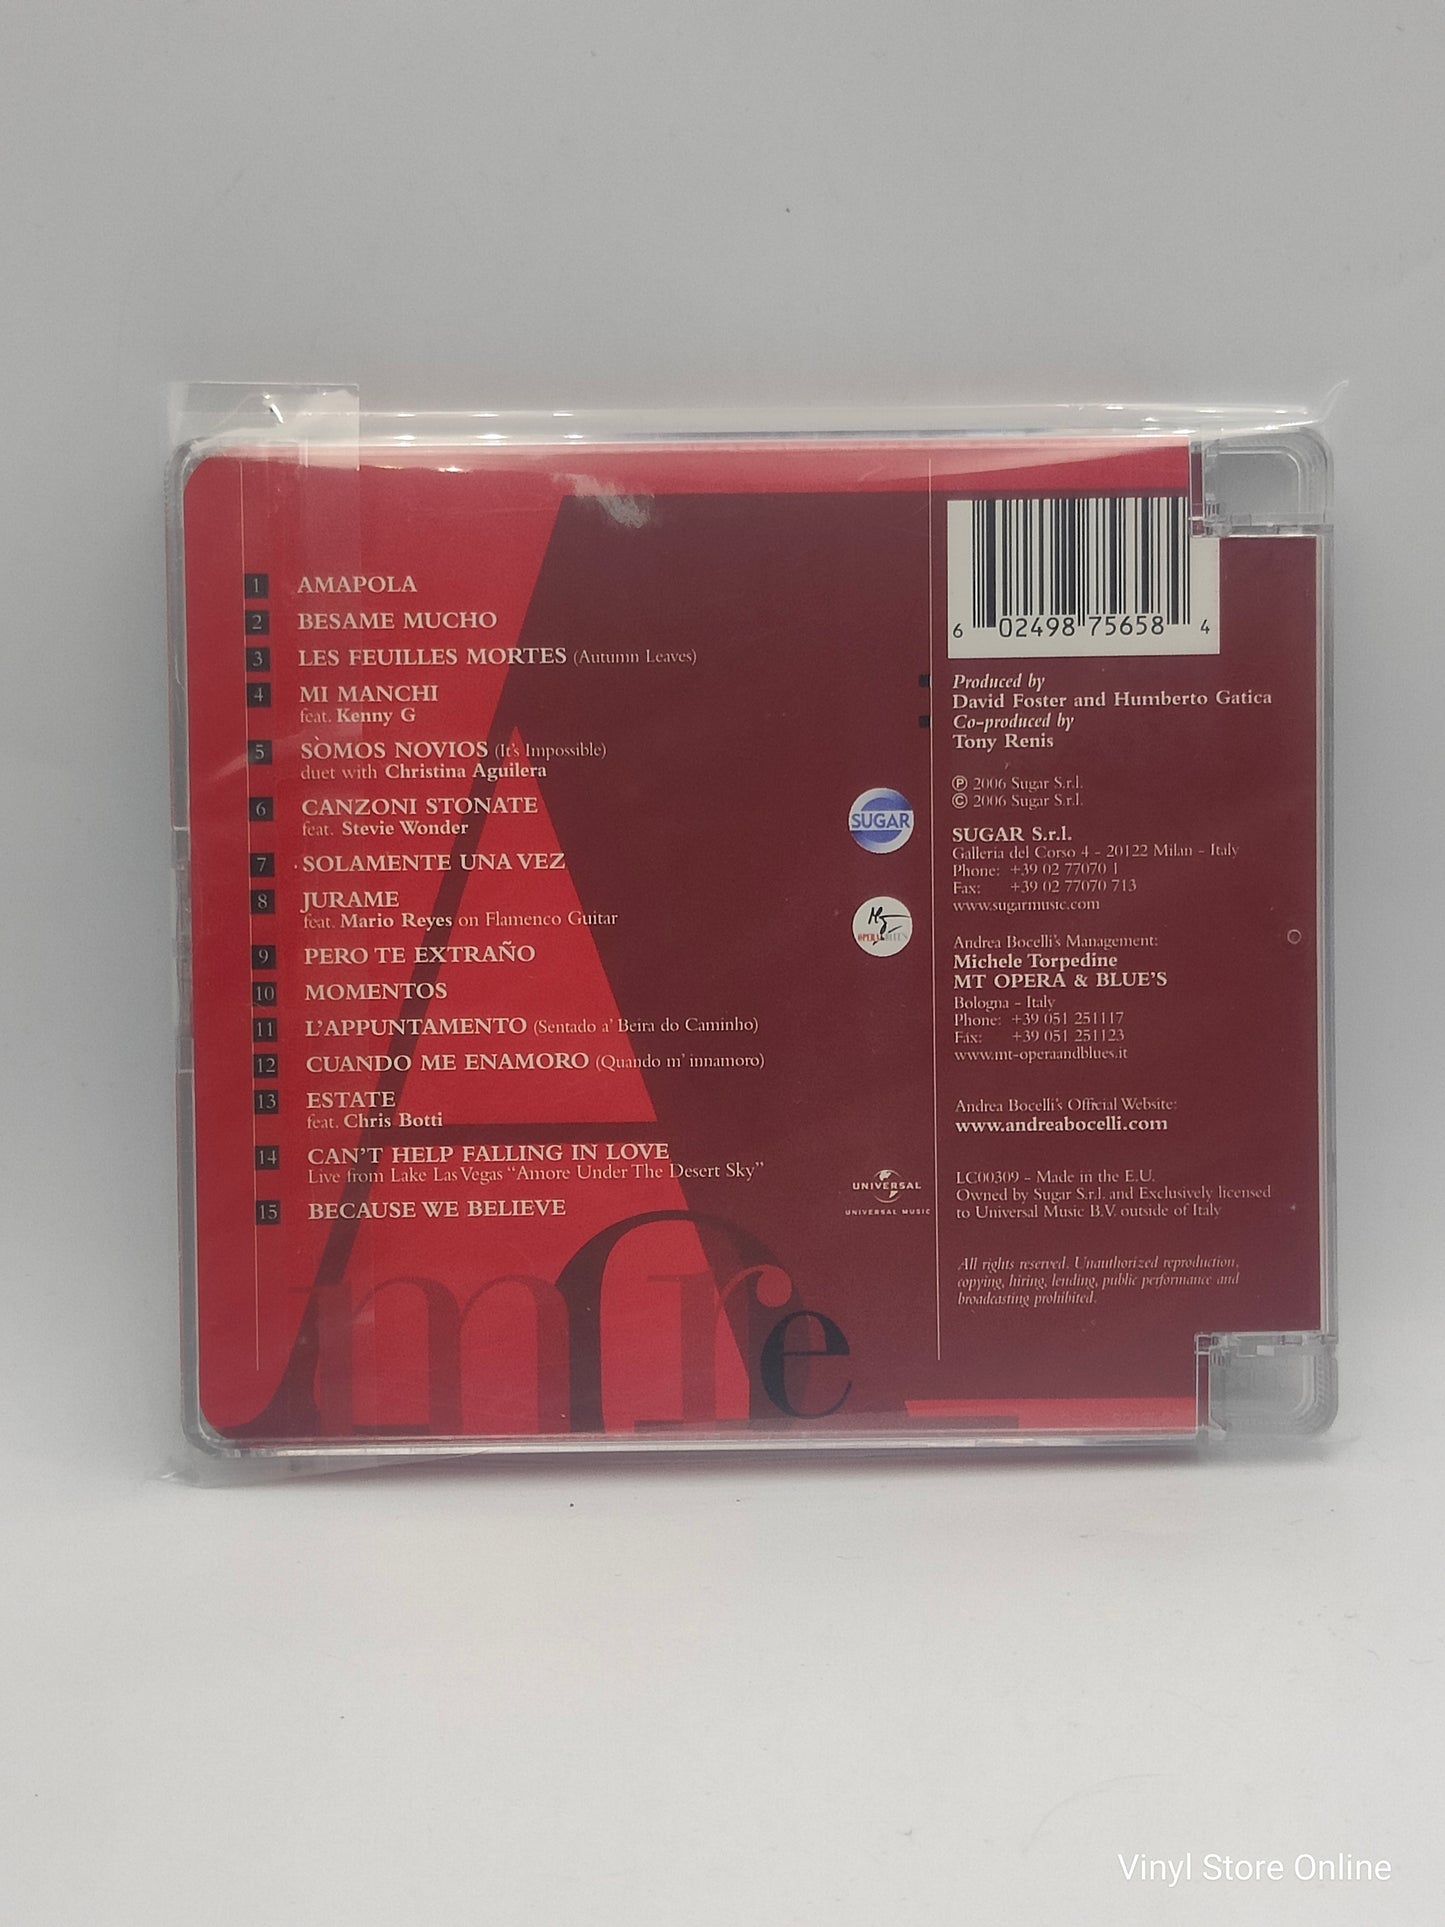 1 AMAPOLA
2 BESAME MUCHO
3 LES FEUILLES MORTES (Autumn Leaves)
4 MI MANCHI
feat. Kenny G
5 SOMOS NOVIOS (It's Impossible)
duet with Christina Aguilera
6 CANZONI STONATE
feat. Stevie Wonder
7 SOLAMENTE UNA VEZ
8 JURAME
feat. Mario Reyes on Flamenco Guitar
9 PERO TE EXTRAÑO
10 MOMENTOS
11 L'APPUNTAMENTO (Sentado a' Beira do Caminho)
12 CUANDO ME ENAMORO (Quando m' innamoro)
13 ESTATE
feat. Chris Botti
14 CAN'T HELP FALLING IN LOVE
Live from Lake Las Vegas "Amore Under The Desert Sky"
15 BECAUSE WE BELIEVE
Amore
SUGAR
OPERA BLUE'S
UNIVERSAL
UNIVERSAL MUSIC
6 02498 75658 4
Produced by
David Foster and Humberto Gatica
Co-produced by
Tony Renis
℗ 2006 Sugar S.r.l.
© 2006 Sugar S.r.l.
SUGAR S.r.l.
Galleria del Corso 4 - 20122 Milan - Italy
Phone: +39 02 77070 1
Fax: +39 02 77070 713
www.sugarmusic.com
Andrea Bocelli's Management:
Michele Torpedine
MT OPERA & BLUE'S
Bologna - Italy
Phone: +39 051 251117
Fax: +39 051 251123
www.mt-operaandblues.it
Andrea Bocelli's Official Website:
www.andreabocelli.com
LC00309 - Made in the E.U.
Owned by Sugar S.r.l. and Exclusively licensed
to Universal Music B.V. outside of Italy
All rights reserved. Unauthorized reproduction,
copying, hiring, lending, public performance and
broadcasting prohibited.
Vinyl Store Online